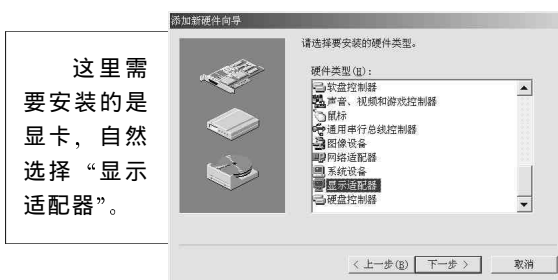 这里需
要安装的是
显卡，自然
选择“显示
适配器”。
添加新硬件向导
请选择要安装的硬件类型。
硬件类型(H)：
软盘控制器
声音、视频和游戏控制器
鼠标
通用串行总线控制器
图像设备
网络适配器
系统设备
显示适配器
硬盘控制器
< 上一步(B)
下一步 >
取消